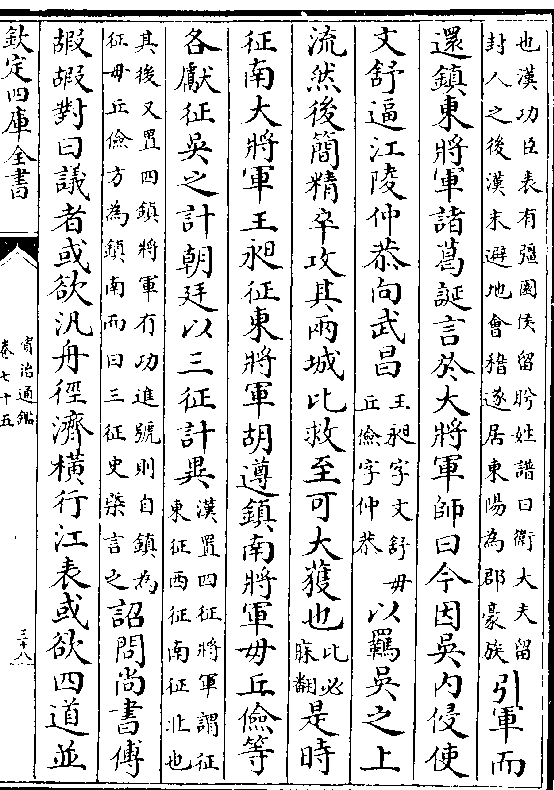 也漢功臣表有彊圉侯留肹姓譜曰衛大夫留
封人之後漢末避地會稽遂居東陽為郡豪族
引軍而
還鎮東將軍諸葛誕言於大將軍師曰今因吳内侵使
文舒逼江陵仲恭向武昌
王昶字文舒毋
丘儉字仲恭
以羈吳之上
流然後簡精卒攻其兩城比救至可大獲也
比必
寐翻
是時
征南大將軍王昶征東將軍胡遵鎮南將軍毋丘儉等
各獻征吳之計朝廷以三征計異
漢置四征將軍謂征
東征西征南征北也
其後又置四鎮將軍有功進號則自鎮為
征毋丘儉方為鎮南而曰三征史槩言之
詔問尚書傅
嘏嘏對曰議者或欲汎舟徑濟橫行江表或欲四道並
欽定四庫全書
資治通鑑
卷七十五
三十八